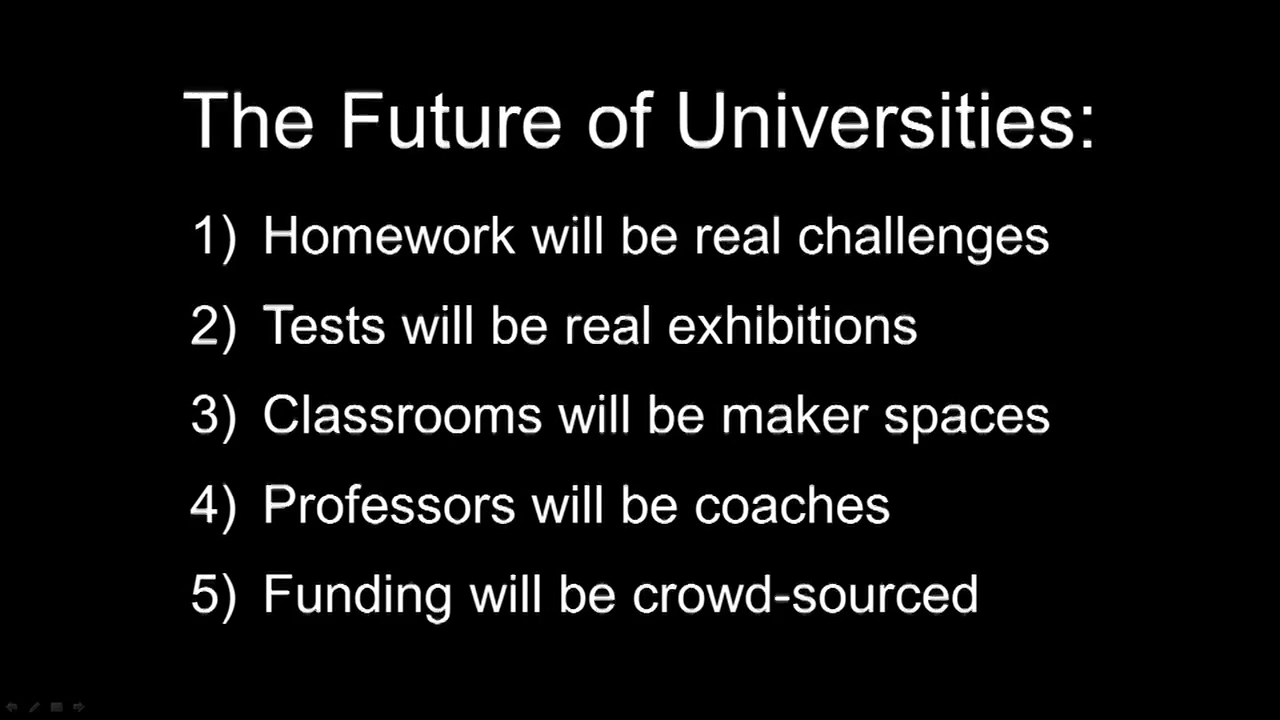 The Future of Universities:
1) Homework will be real challenges
2) Tests will be real exhibitions
3) Classrooms will be maker spaces
4) Professors will be coaches
5) Funding will be crowd-sourced